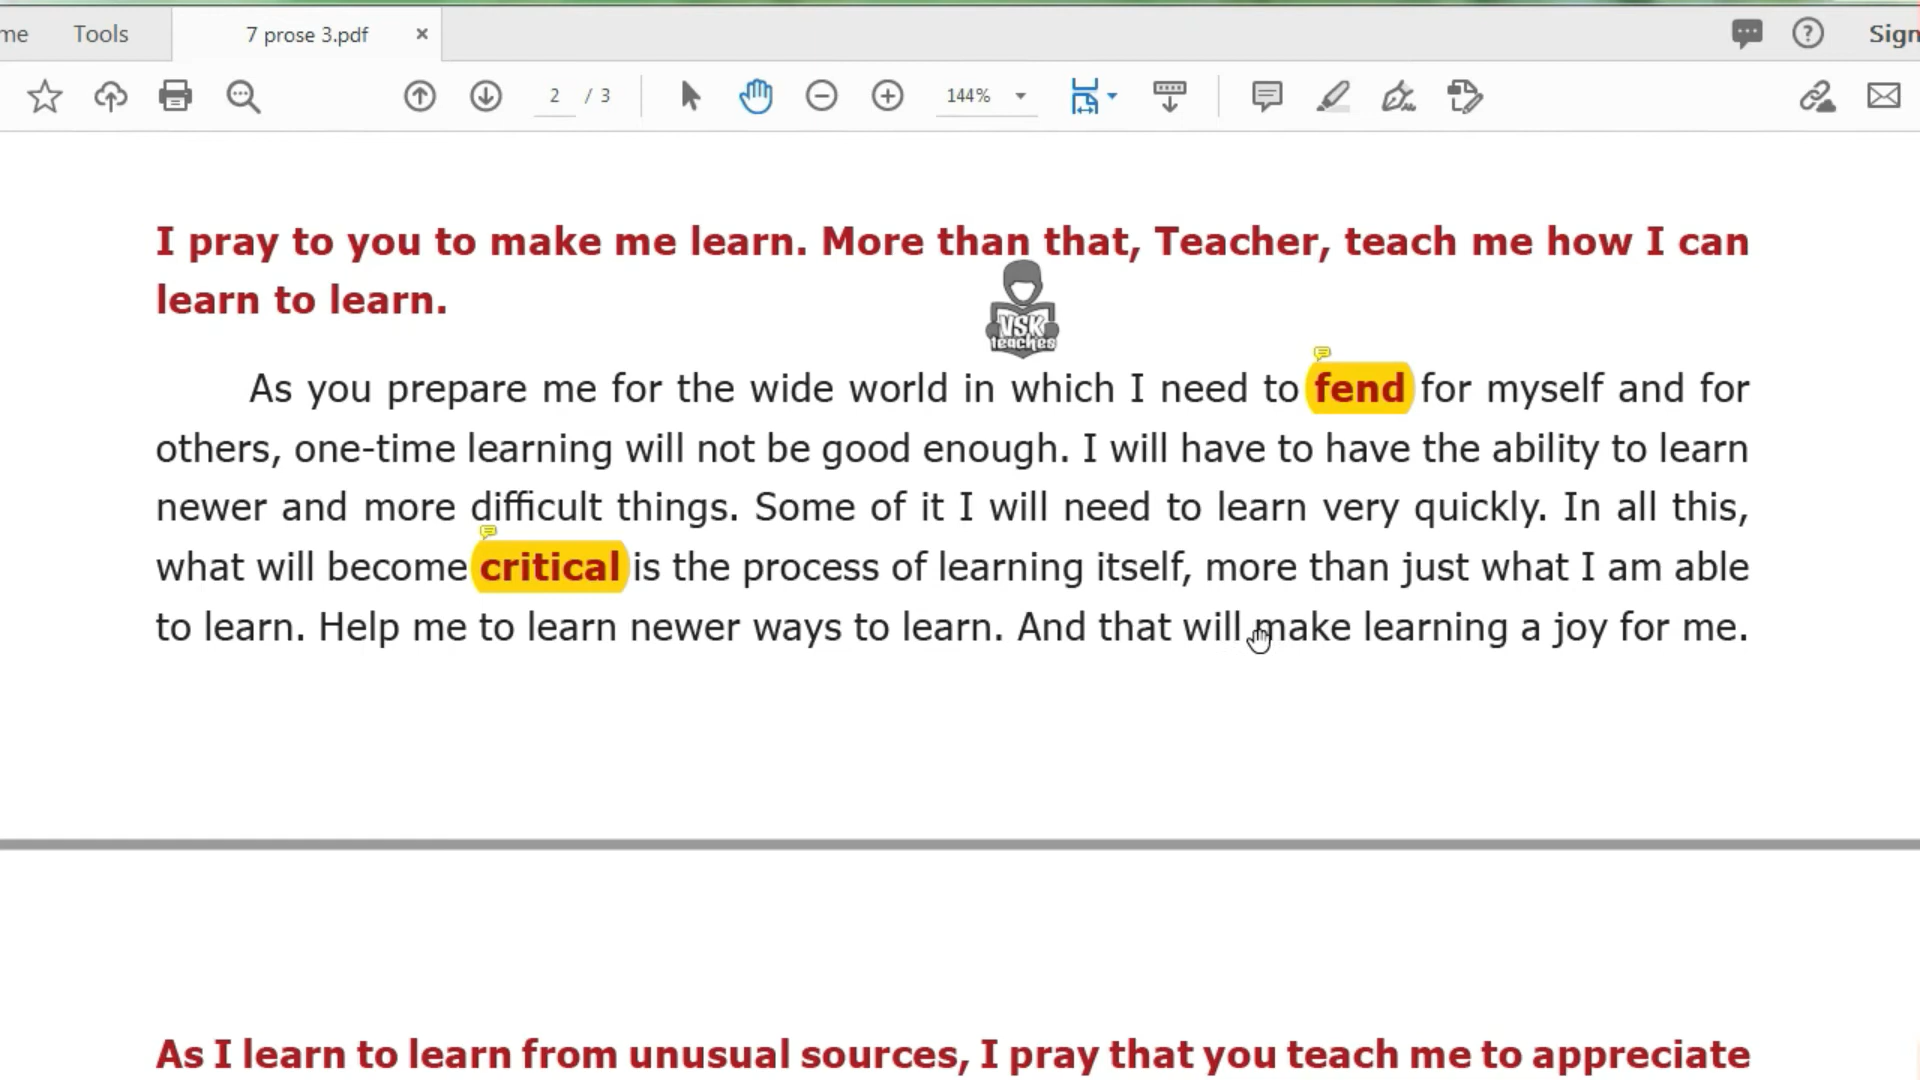 me Tools 7 prose 3.pdf × Sign
2 / 3 144%
I pray to you to make me learn. More than that, Teacher, teach me how I can
learn to learn.
VSK
teaches
As you prepare me for the wide world in which I need to fend for myself and for
others, one-time learning will not be good enough. I will have to have the ability to learn
newer and more difficult things. Some of it I will need to learn very quickly. In all this,
what will become critical is the process of learning itself, more than just what I am able
to learn. Help me to learn newer ways to learn. And that will make learning a joy for me.
As I learn to learn from unusual sources, I pray that you teach me to appreciate